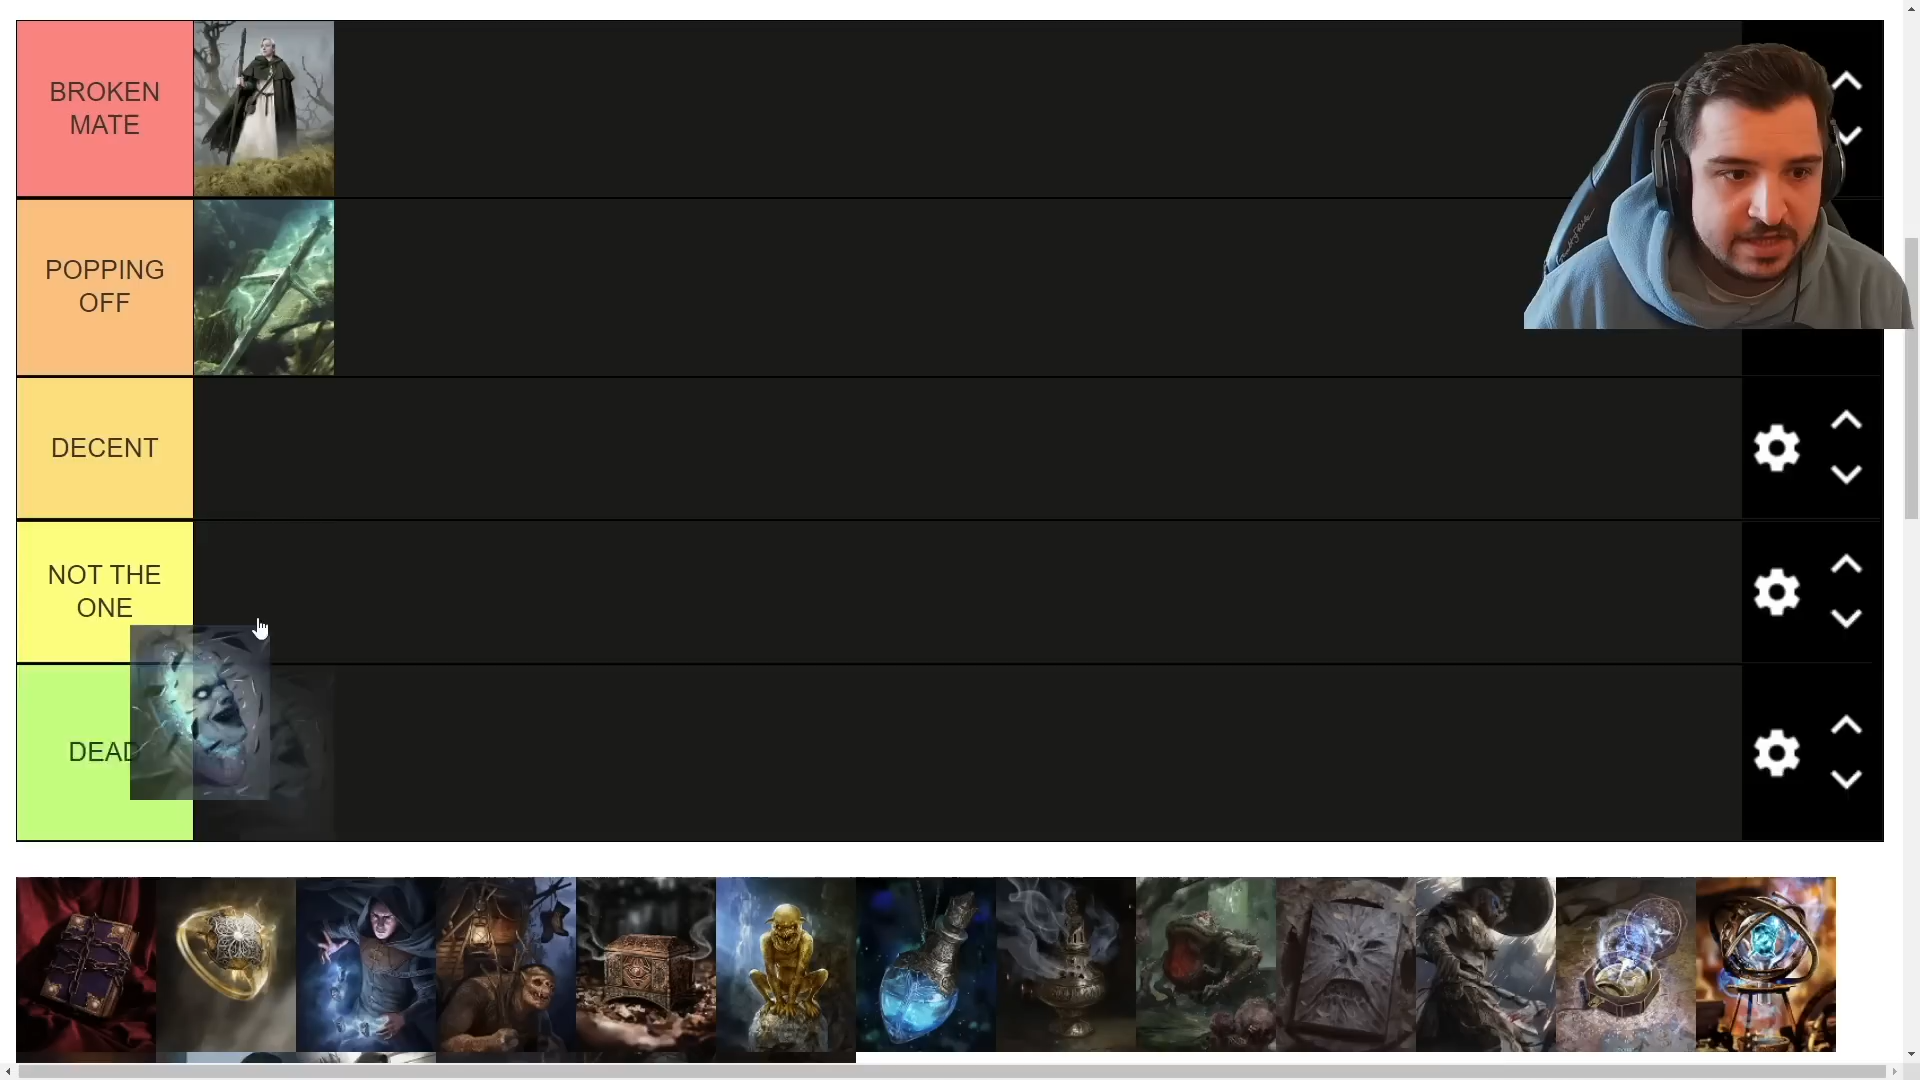 BROKEN
MATE
POPPING
OFF
DECENT
NOT THE
ONE
DEAD